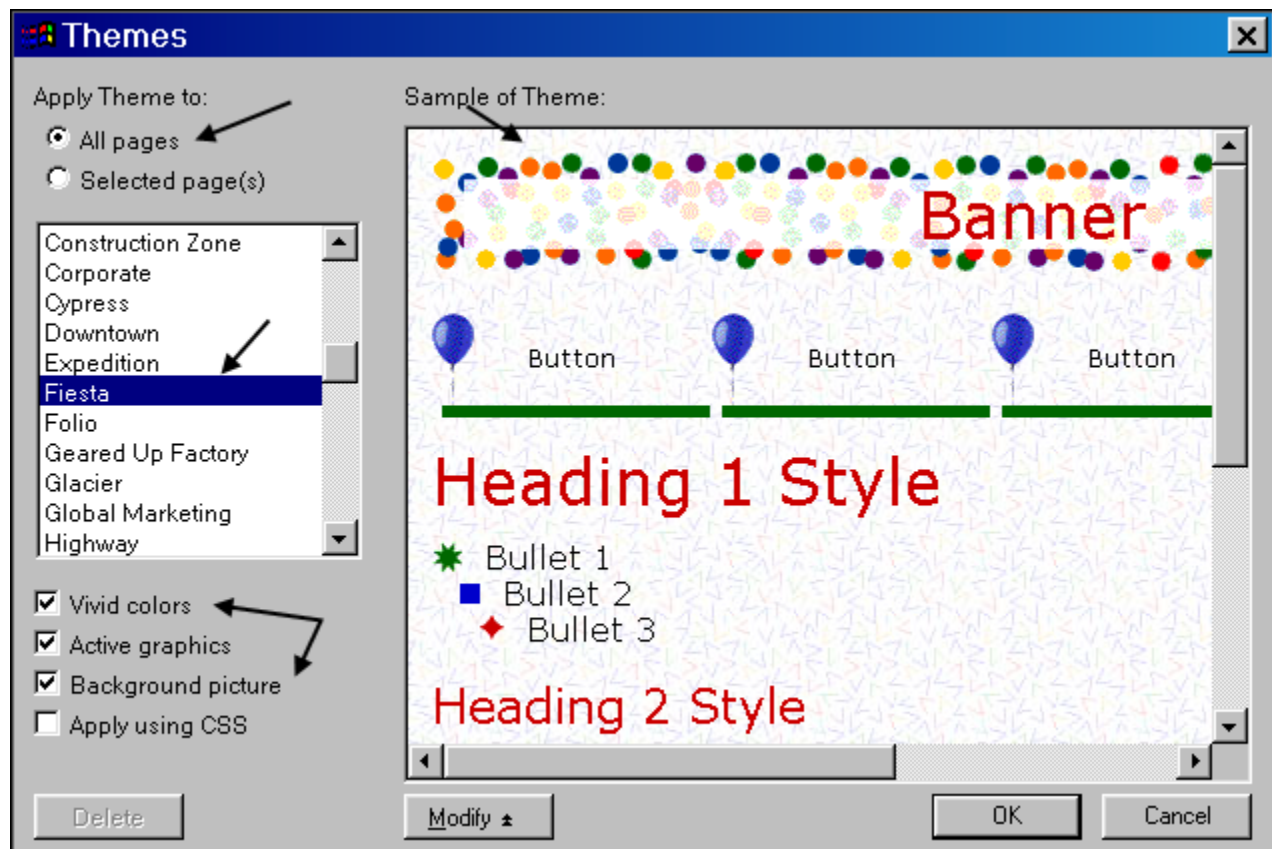 Themes
Apply Theme to:
All pages
Selected page(s)
Construction Zone
Corporate
Cypress
Downtown
Expedition
Fiesta
Folio
Geared Up Factory
Glacier
Global Marketing
Highway
Vivid colors
Active graphics
Background picture
Apply using CSS
Delete
Sample of Theme:
Banner
Button Button Button
Heading 1 Style
Bullet 1
Bullet 2
Bullet 3
Heading 2 Style
Modify
OK Cancel